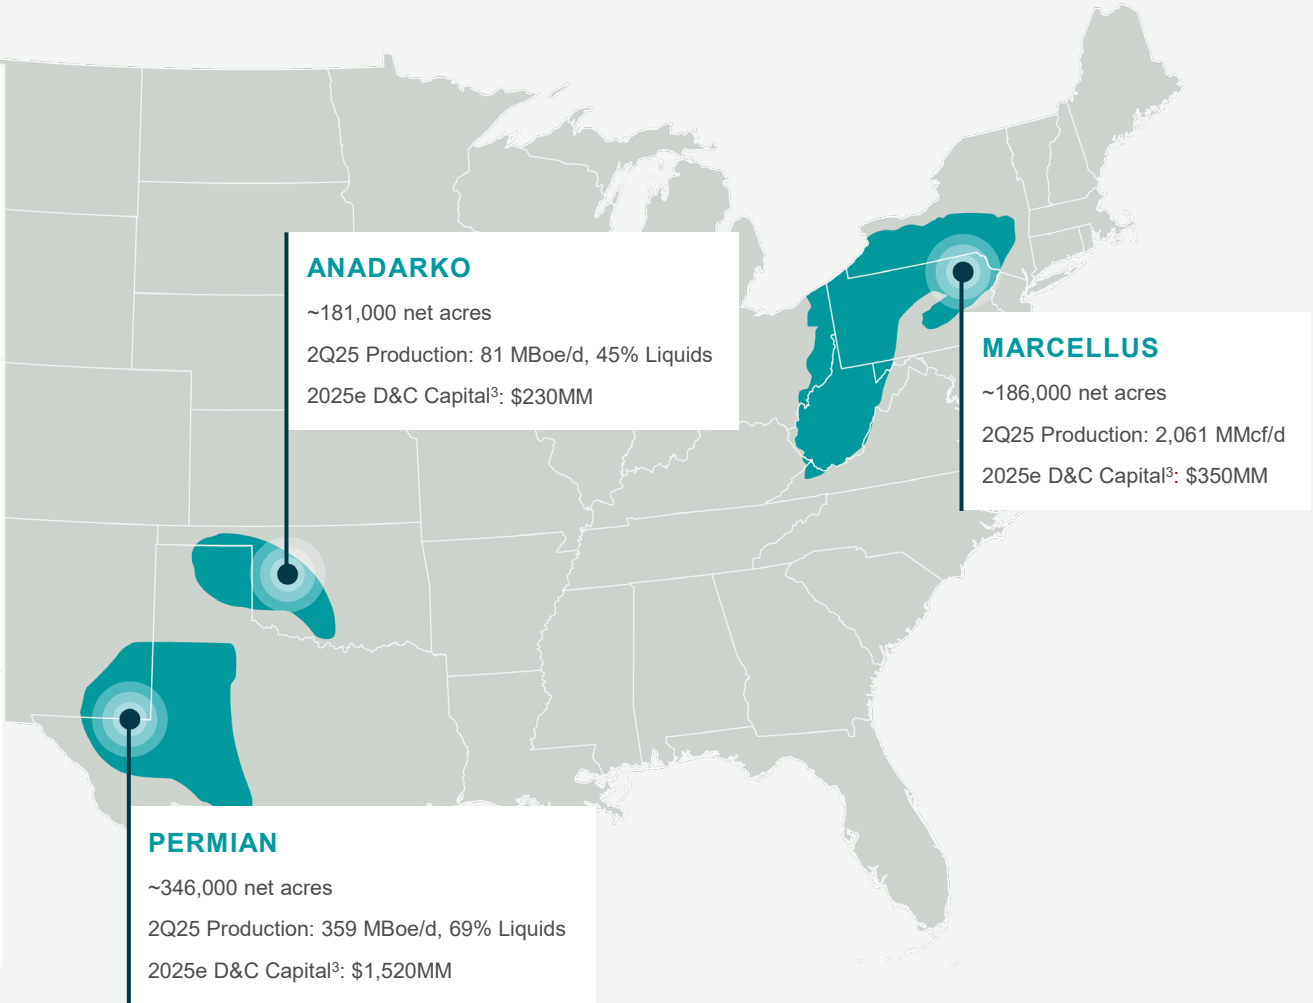 ANADARKO
~181,000 net acres
2Q25 Production: 81 MBoe/d, 45% Liquids
2025e D&C Capital³: $230MM
MARCELLUS
~186,000 net acres
2Q25 Production: 2,061 MMcf/d
2025e D&C Capital³: $350MM
PERMIAN
~346,000 net acres
2Q25 Production: 359 MBoe/d, 69% Liquids
2025e D&C Capital³: $1,520MM